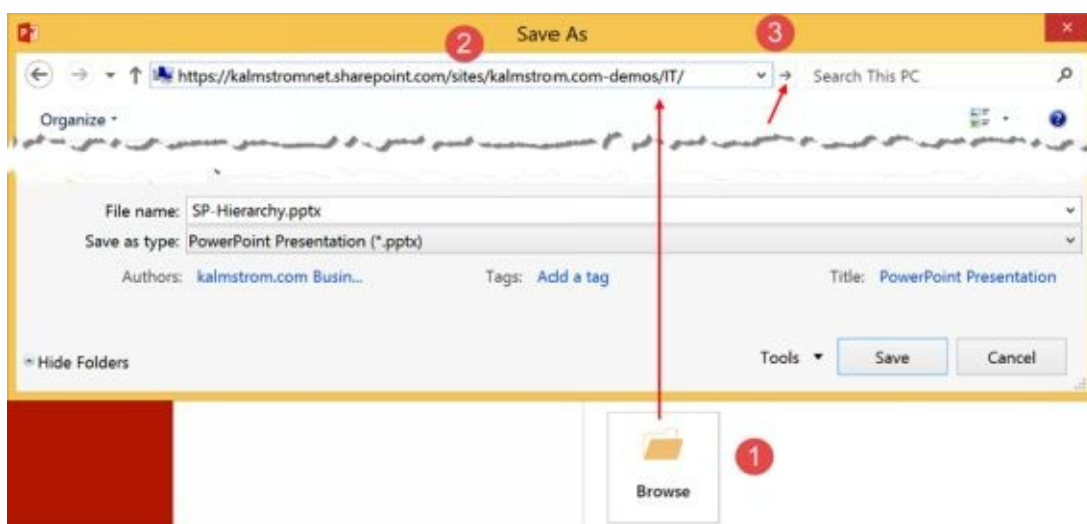 Save As
2
3
https://kalmstromnet.sharepoint.com/sites/kalmstrom.com-demos/IT/
Search This PC
Organize
?
File name: SP-Hierarchy.pptx
Save as type: PowerPoint Presentation (*.pptx)
Authors: kalmstrom.com Busin... Tags: Add a tag Title: PowerPoint Presentation
Hide Folders Tools Save Cancel
1
Browse